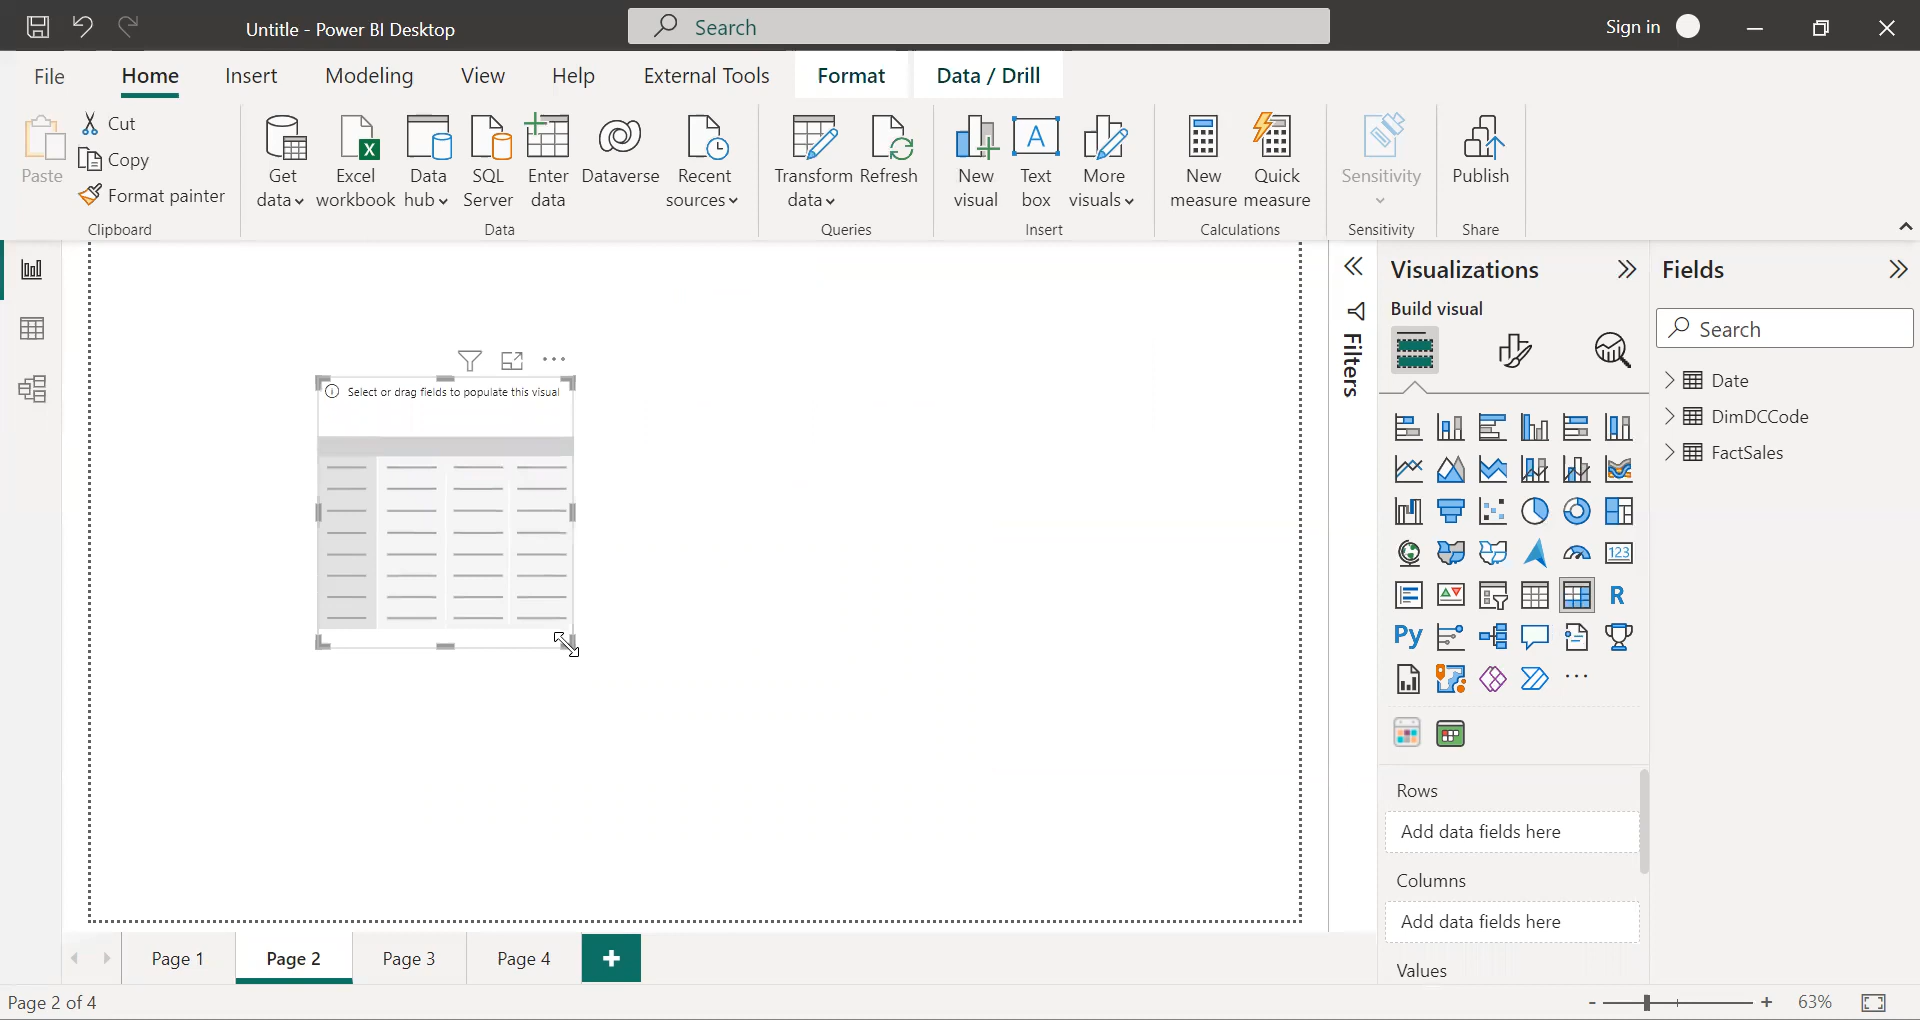 Untitle - Power BI Desktop
Search
Sign in
File
Home
Insert
Modeling
View
Help
External Tools
Format
Data / Drill
Paste
Cut
Copy
Format painter
Clipboard
Get
data
Excel
workbook
Data
hub
SQL
Server
Enter
data
Dataverse
Recent
sources
Data
Transform
data
Refresh
Queries
New
visual
A
Text
box
More
visuals
Insert
New
measure
Quick
measure
Calculations
Sensitivity
Sensitivity
Publish
Share
Select or drag fields to populate this visual
Filters
Visualizations
Build visual
123
R
Py
Rows
Add data fields here
Columns
Add data fields here
Values
Fields
Search
Date
DimDCCode
FactSales
Page 1
Page 2
Page 3
Page 4
+
Page 2 of 4
- + 63%